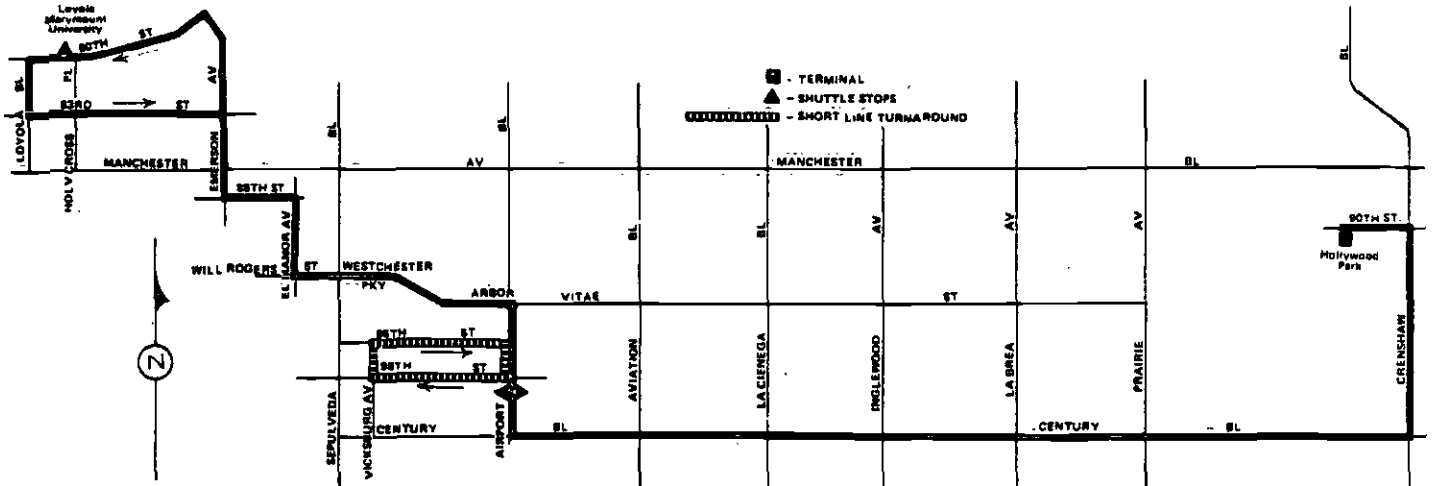 Loyola
Marymount
University
80TH ST
BL
PL
AV
83RD ST
LOYOLA
HOLY CROSS
EMERSON
MANCHESTER AV MANCHESTER BL
88TH ST
EL MANOR AV
WILL ROGERS ST WESTCHESTER
PKY
ARBOR VITAE ST
- TERMINAL
- SHUTTLE STOPS
- SHORT LINE TURNAROUND
BL
BL
BL
BL
BL
AV
AV
AV
90TH ST.
Hollywood
Park
96TH ST
98TH ST
N
SEPULVEDA
VICKSBURG AV
AIRPORT
AVIATION
LA CIENEGA
INGLEWOOD
LA BREA
PRAIRIE
CRENSHAW
CENTURY BL CENTURY BL